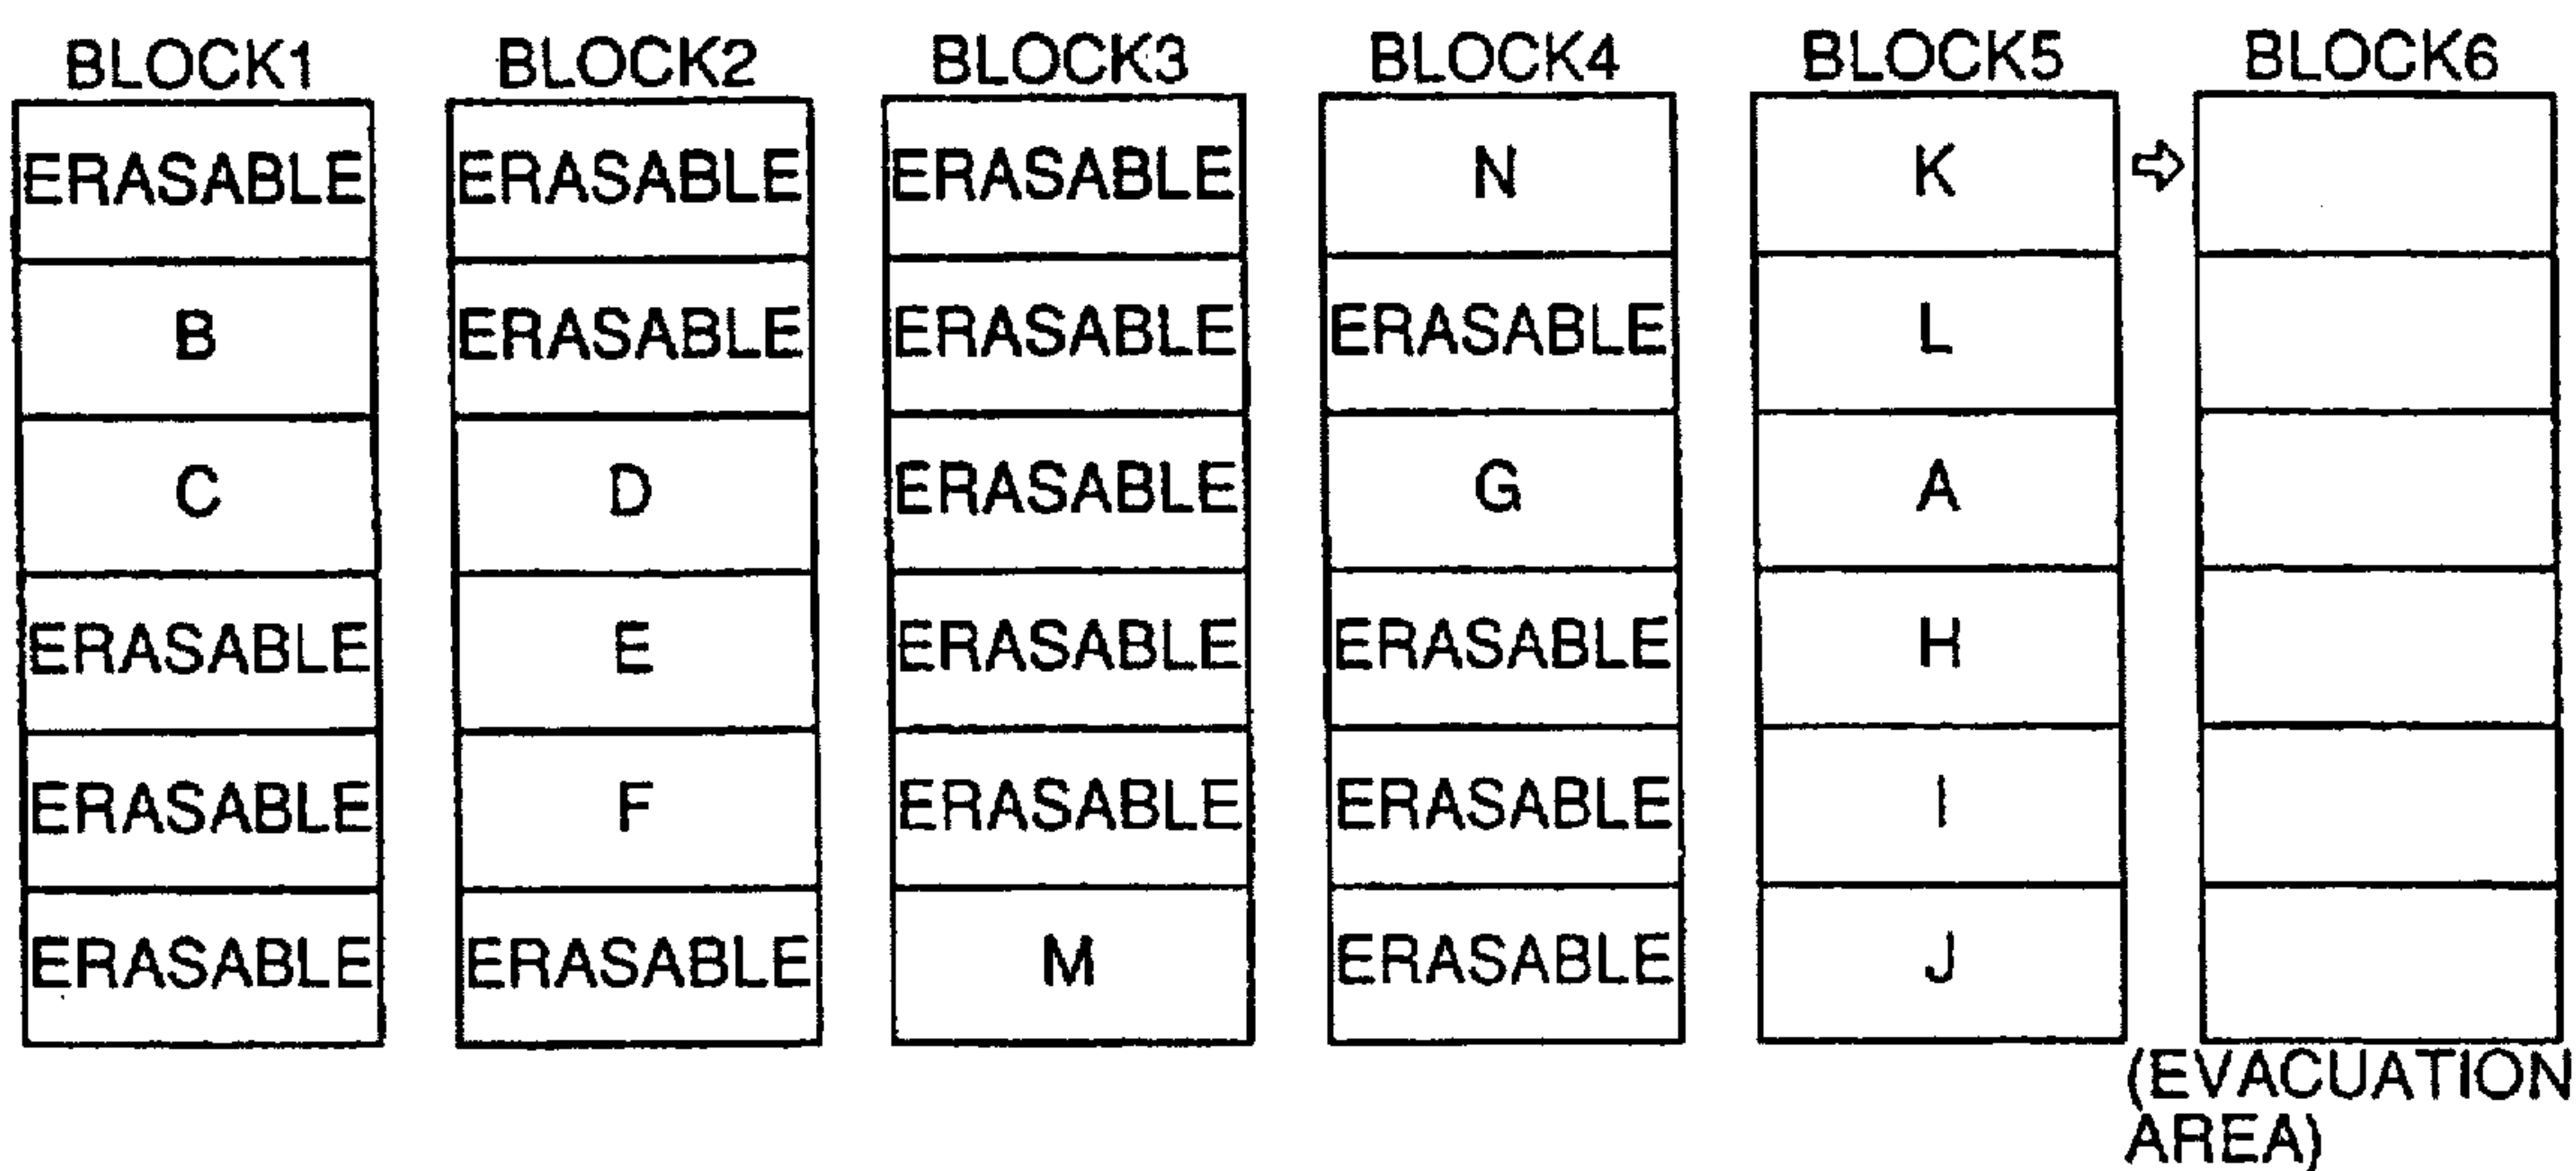 BLOCK1 BLOCK2 BLOCK3 BLOCK4 BLOCK5 BLOCK6
ERASABLE ERASABLE ERASABLE N K ⇨
B ERASABLE ERASABLE ERASABLE L
C D ERASABLE G A
ERASABLE E ERASABLE ERASABLE H
ERASABLE F ERASABLE ERASABLE I
ERASABLE ERASABLE M ERASABLE J
(EVACUATION
AREA)